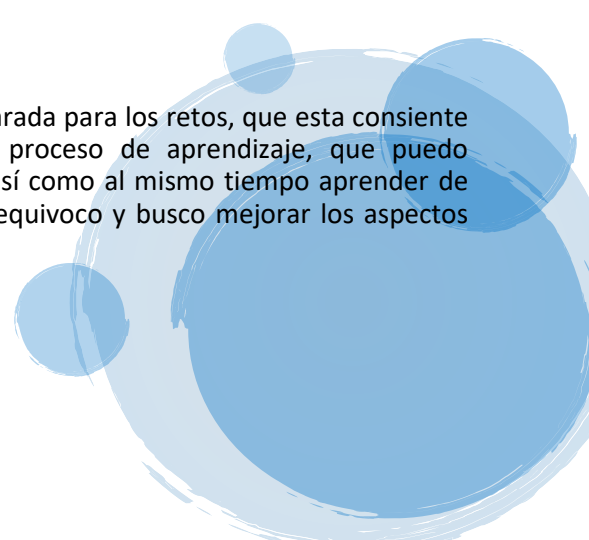 arada para los retos, que esta consiente
proceso de aprendizaje, que puedo
sí como al mismo tiempo aprender de
equivoco y busco mejorar los aspectos